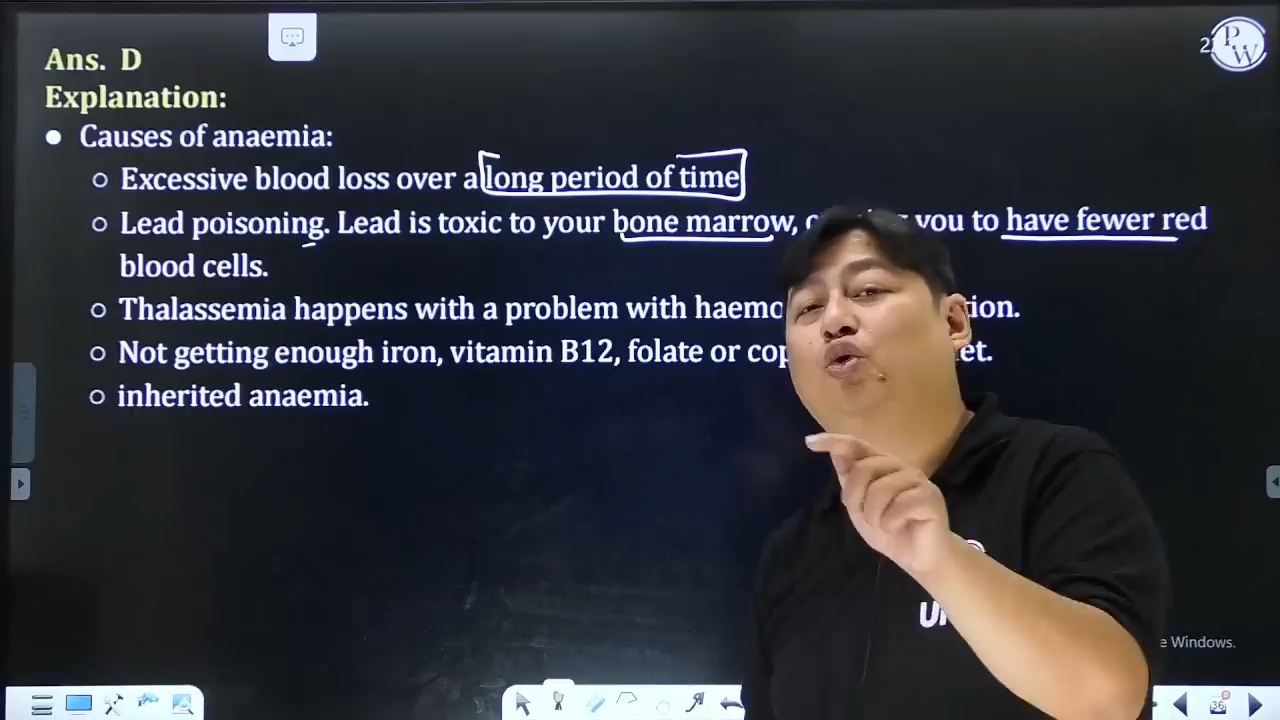 Ans. D
Explanation:
Causes of anaemia:
Excessive blood loss over a long period of time
Lead poisoning. Lead is toxic to your bone marrow, you to have fewer red
blood cells.
Thalassemia happens with a problem with
Not getting enough iron, vitamin B12, folate or
inherited anaemia.
PW
Windows.
36